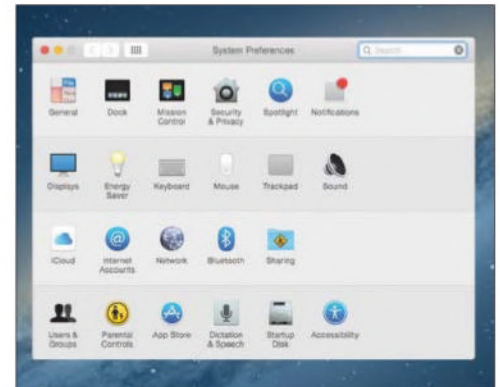 System Preferences
Search
General
Dock
Mission
Control
Security
& Privacy
Spotlight
Notifications
Displays
Energy
Saver
Keyboard
Mouse
Trackpad
Sound
iCloud
Internet
Accounts
Network
Bluetooth
Sharing
Users &
Groups
Parental
Controls
App Store
Dictation
& Speech
Startup
Disk
Accessibility